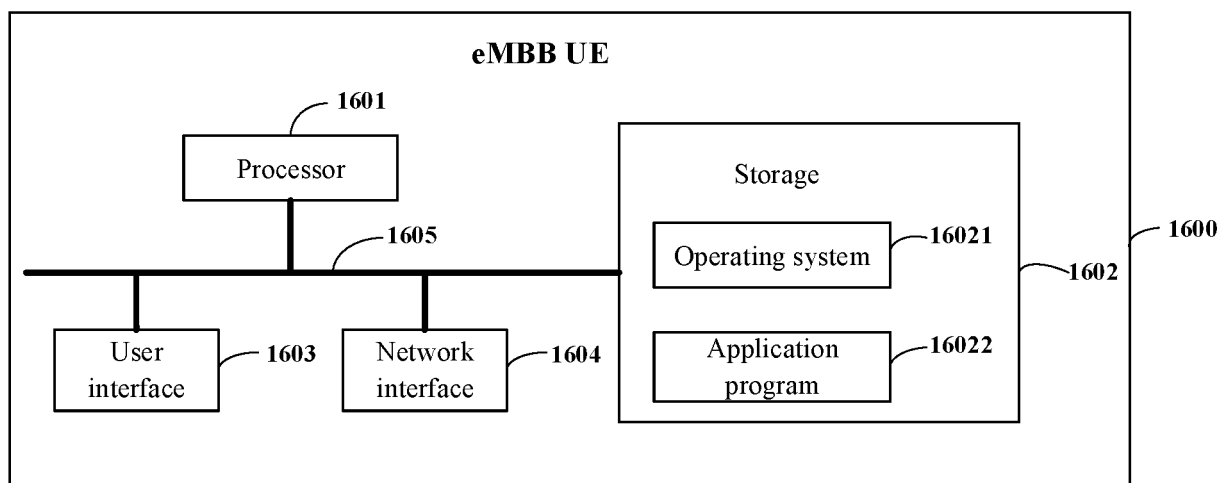 eMBB UE
1601
Processor
Storage
1605
16021
Operating system
1600
1602
User
interface
1603
Network
interface
1604
Application
program
16022